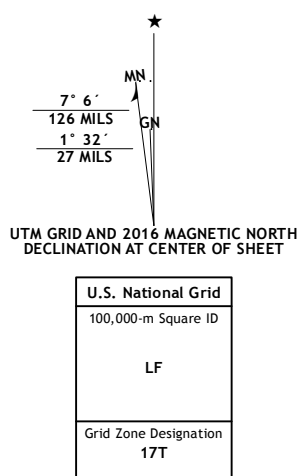 ★
MN
7° 6´
126 MILS
GN
1° 32´
27 MILS
UTM GRID AND 2016 MAGNETIC NORTH
DECLINATION AT CENTER OF SHEET
U.S. National Grid
100,000-m Square ID
LF
Grid Zone Designation
17T